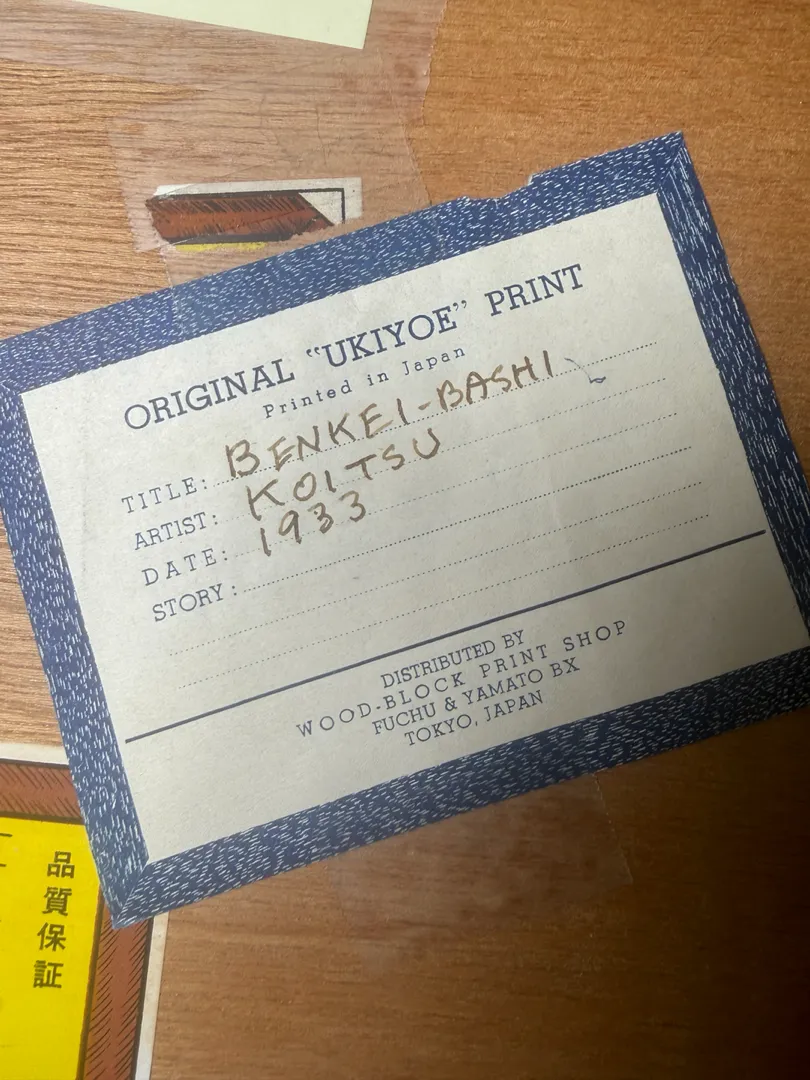 ORIGINAL “UKIYOE” PRINT
Printed in Japan
TITLE: BENKEI-BASHI
ARTIST: KOITSU
DATE: 1933
STORY:
DISTRIBUTED BY
WOOD-BLOCK PRINT SHOP
FUCHU & YAMATO BX
TOKYO, JAPAN
品質保証